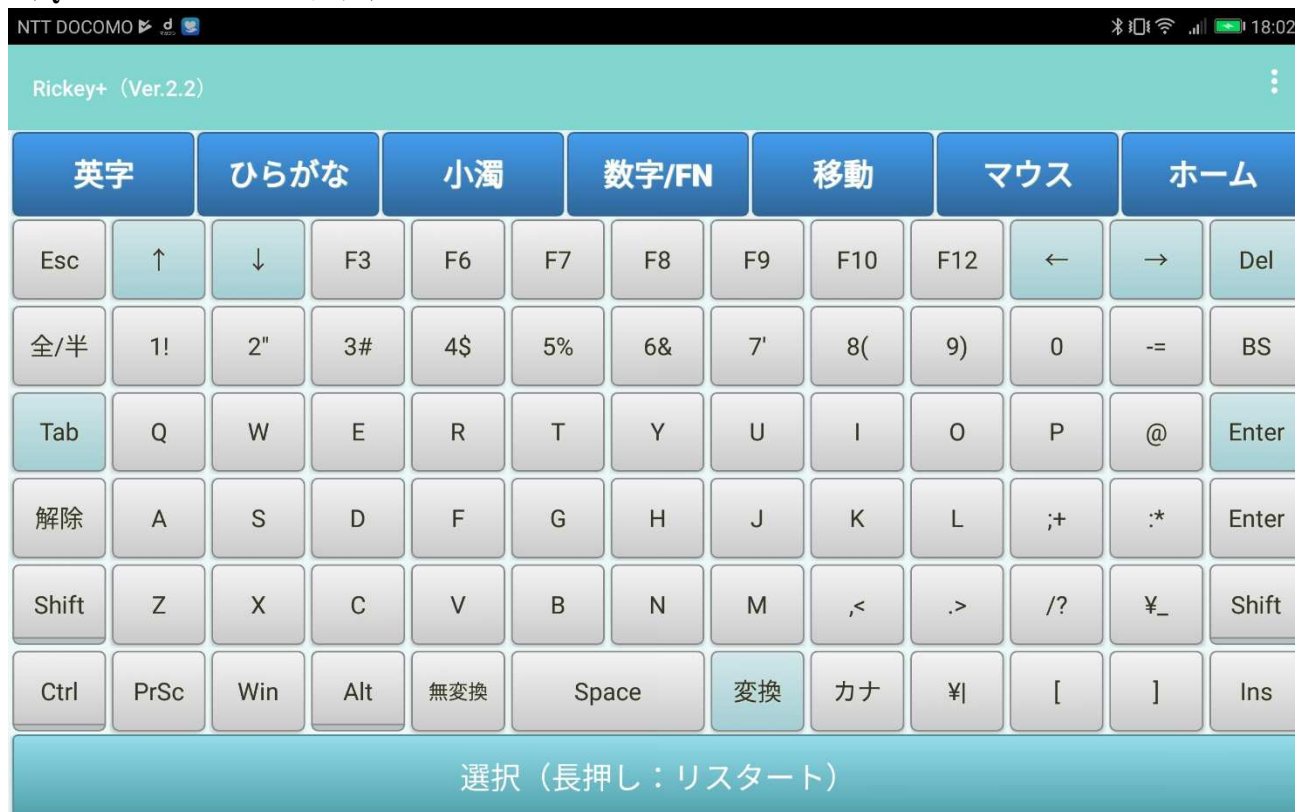 NTT DOCOMO 18:02
Rickey+（Ver.2.2）
英字 ひらがな 小濁 数字/FN 移動 マウス ホーム
Esc ↑ ↓ F3 F6 F7 F8 F9 F10 F12 ← → Del
全/半 1! 2" 3# 4$ 5% 6& 7' 8( 9) 0 -= BS
Tab Q W E R T Y U I O P @ Enter
解除 A S D F G H J K L ;+ :* Enter
Shift Z X C V B N M ,< .> /? ¥_ Shift
Ctrl PrSc Win Alt 無変換 Space 変換 カナ ¥| [ ] Ins
選択（長押し：リスタート）